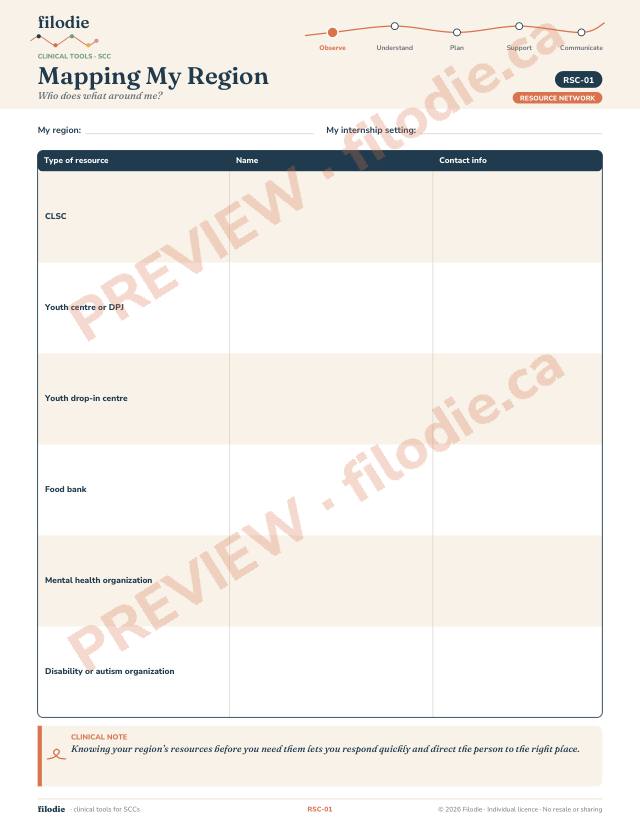 filodie
CLINICAL TOOLS · SCC
Observe Understand Plan Support Communicate
Mapping My Region
Who does what around me?
RSC-01
RESOURCE NETWORK
My region: My internship setting:
Type of resource Name Contact info
CLSC
Youth centre or DPJ
Youth drop-in centre
Food bank
Mental health organization
Disability or autism organization
PREVIEW · filodie.ca
PREVIEW · filodie.ca
CLINICAL NOTE
Knowing your region's resources before you need them lets you respond quickly and direct the person to the right place.
filodie · clinical tools for SCCs RSC-01 © 2026 Filodie · Individual licence · No resale or sharing